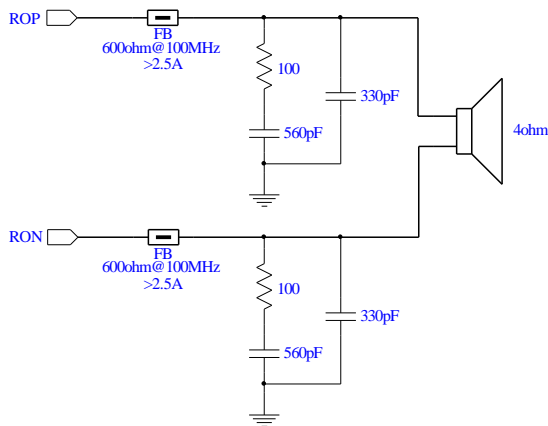 ROP
FB
600ohm@100MHz
>2.5A
100
330pF
560pF
4ohm
RON
FB
600ohm@100MHz
>2.5A
100
330pF
560pF